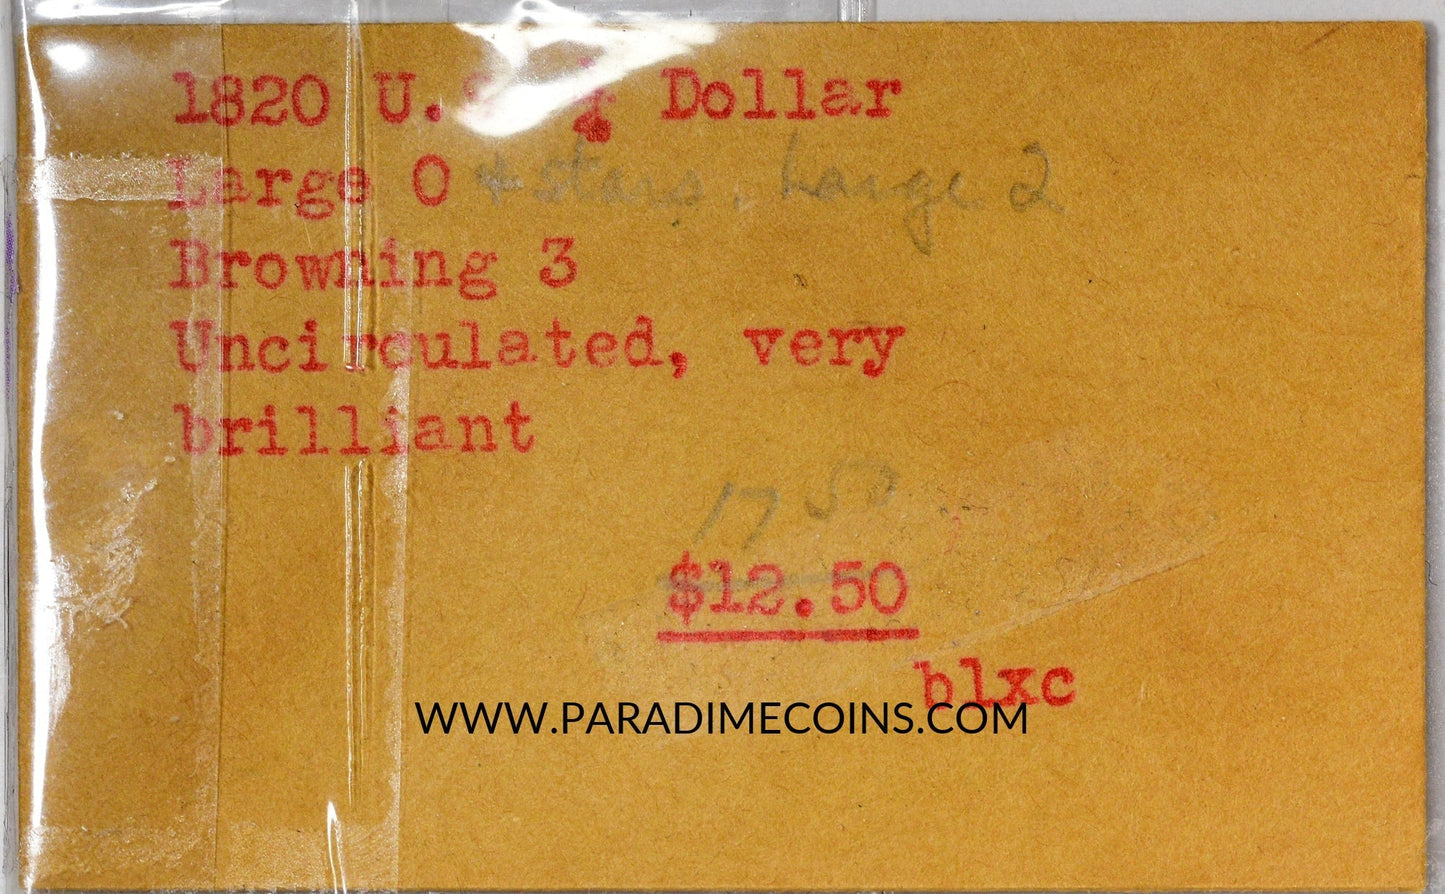 1820 U.S. ¼ Dollar
Large 0 + stars, Large 2
Browning 3
Uncirculated, very
brilliant
17 50
$12.50
blxc
WWW.PARADIMECOINS.COM